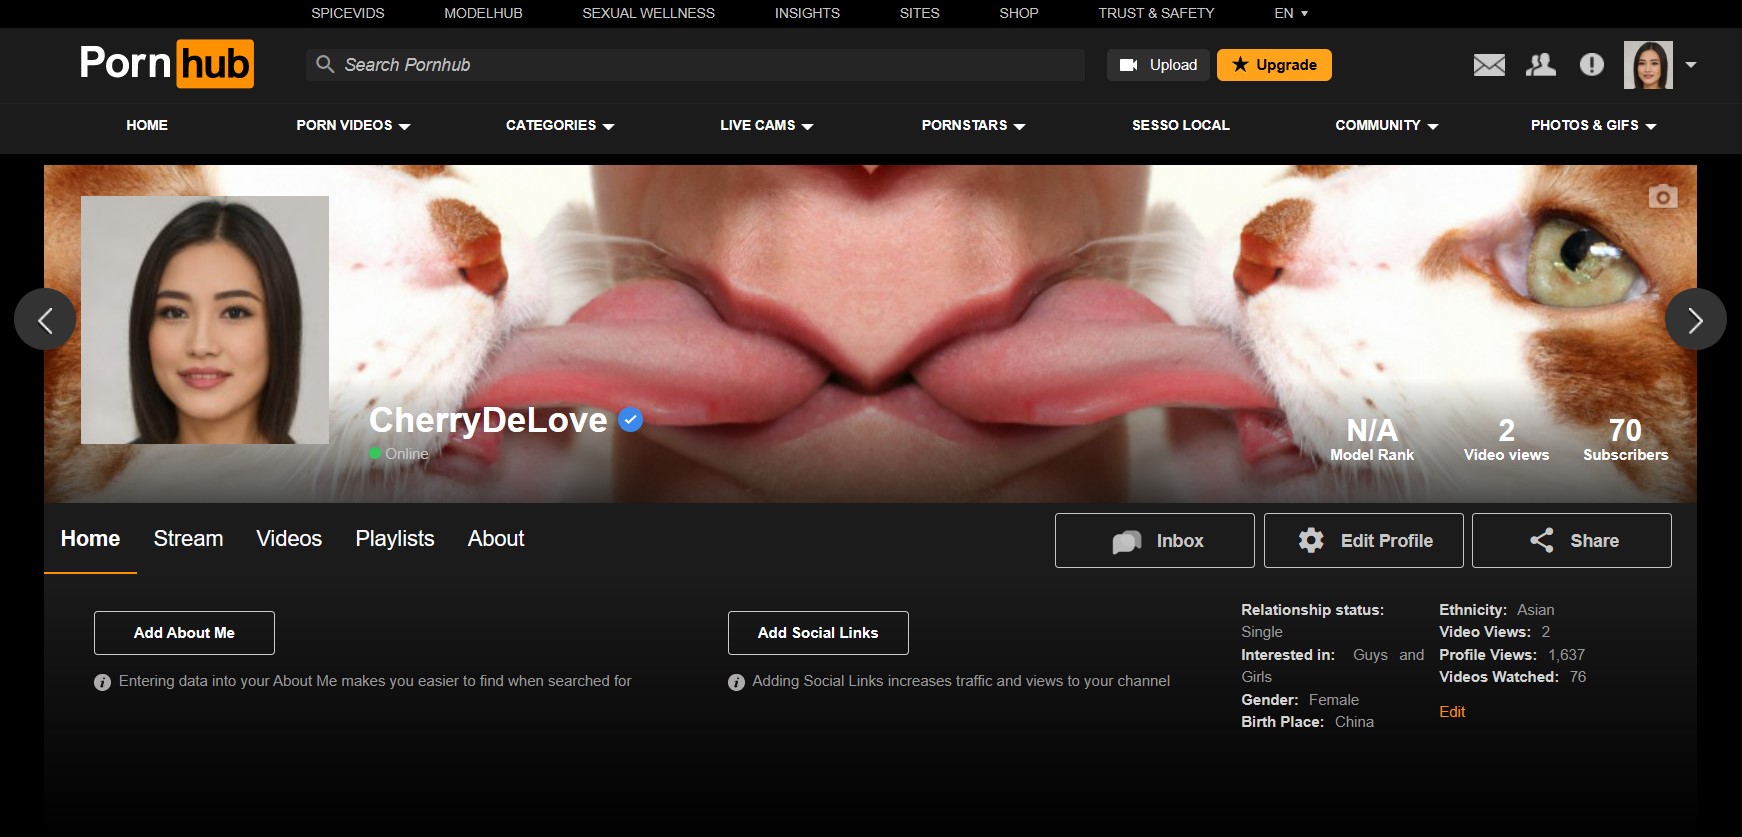 SPICEVIDS MODELHUB SEXUAL WELLNESS INSIGHTS SITES SHOP TRUST & SAFETY EN
Pornhub Search Pornhub Upload Upgrade
HOME PORN VIDEOS CATEGORIES LIVE CAMS PORNSTARS SESSO LOCAL COMMUNITY PHOTOS & GIFS
CherryDeLove
Online
N/A 2 70
Model Rank Video views Subscribers
Home Stream Videos Playlists About
Inbox Edit Profile Share
Add About Me
Entering data into your About Me makes you easier to find when searched for
Add Social Links
Adding Social Links increases traffic and views to your channel
Relationship status:
Single
Interested in: Guys and
Girls
Gender: Female
Birth Place: China
Ethnicity: Asian
Video Views: 2
Profile Views: 1,637
Videos Watched: 76
Edit